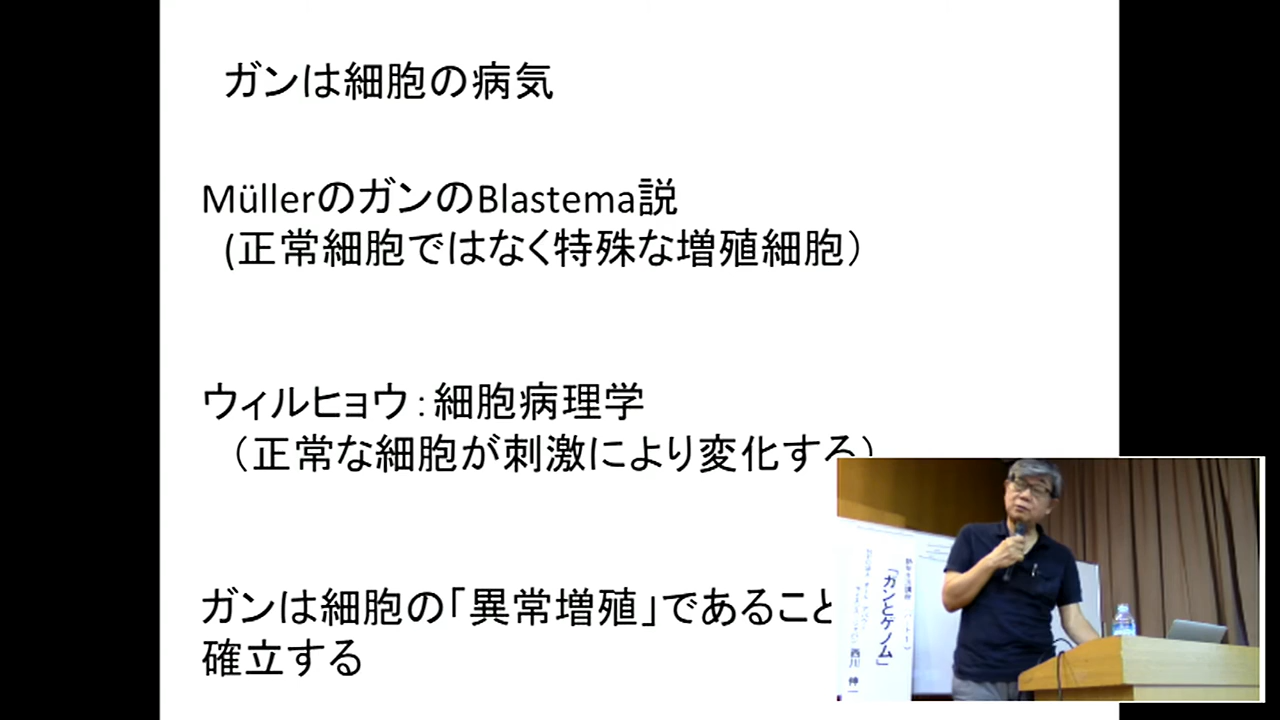 ガンは細胞の病気
MüllerのガンのBlastema説
(正常細胞ではなく特殊な増殖細胞）
ウィルヒョウ：細胞病理学
（正常な細胞が刺激により変化する）
ガンは細胞の「異常増殖」であること
確立する
「ガンとゲノム」
西川 伸一